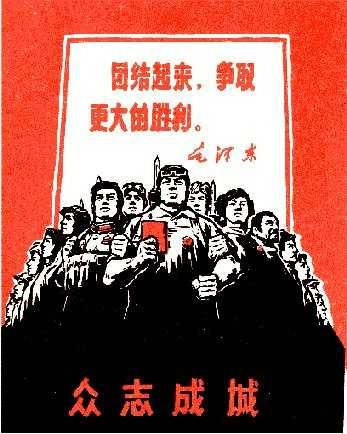 团结起来，争取
更大的胜利。
毛泽东
众志成城